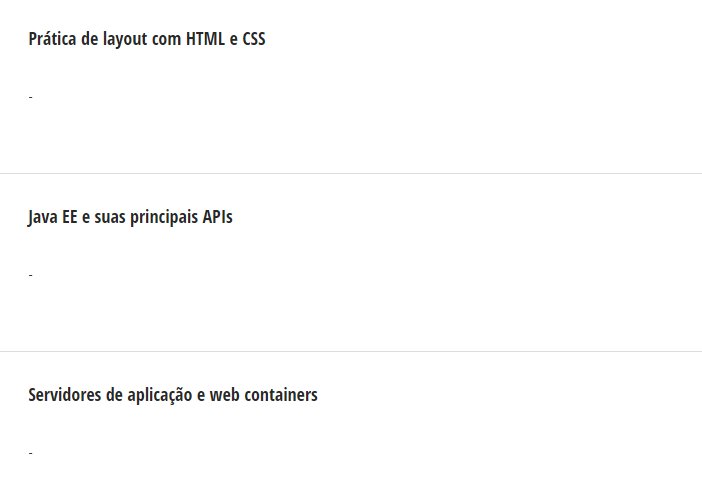 Prática de layout com HTML e CSS
-
Java EE e suas principais APIs
-
Servidores de aplicação e web containers
-